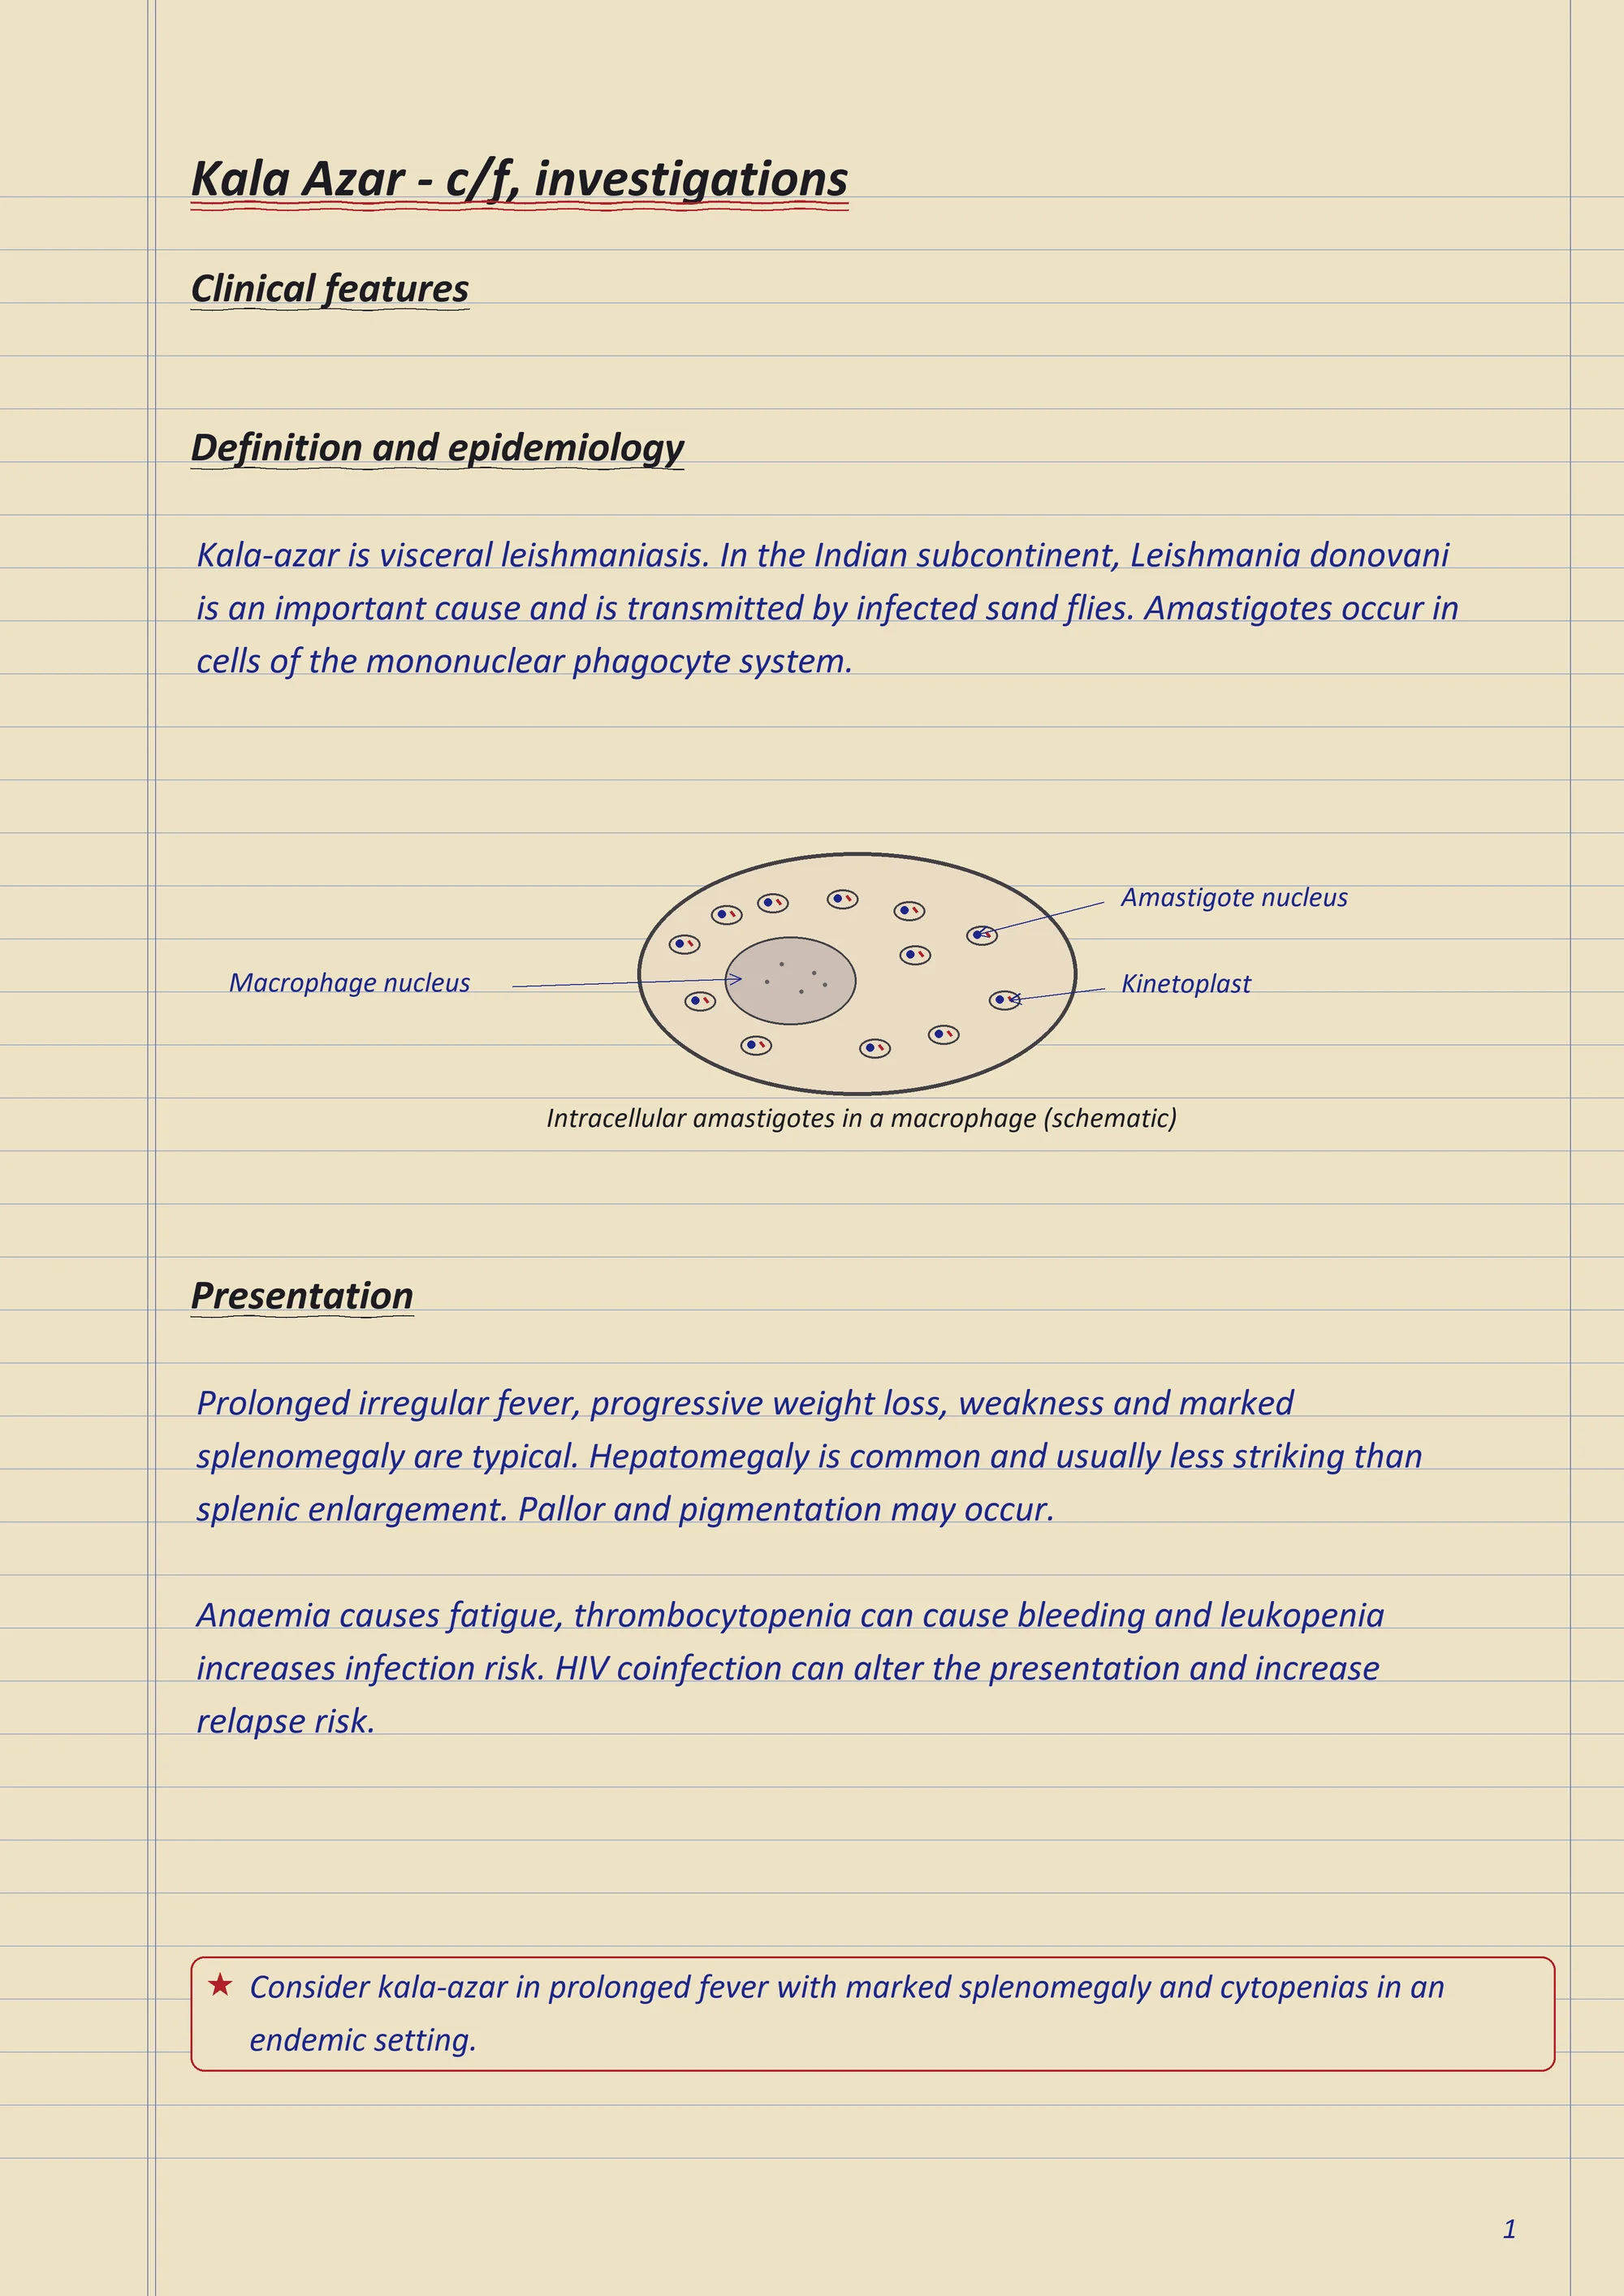 Kala Azar - c/f, investigations
Clinical features
Definition and epidemiology
Kala-azar is visceral leishmaniasis. In the Indian subcontinent, Leishmania donovani
is an important cause and is transmitted by infected sand flies. Amastigotes occur in
cells of the mononuclear phagocyte system.
Amastigote nucleus
Macrophage nucleus
Kinetoplast
Intracellular amastigotes in a macrophage (schematic)
Presentation
Prolonged irregular fever, progressive weight loss, weakness and marked
splenomegaly are typical. Hepatomegaly is common and usually less striking than
splenic enlargement. Pallor and pigmentation may occur.
Anaemia causes fatigue, thrombocytopenia can cause bleeding and leukopenia
increases infection risk. HIV coinfection can alter the presentation and increase
relapse risk.
★ Consider kala-azar in prolonged fever with marked splenomegaly and cytopenias in an
endemic setting.
1